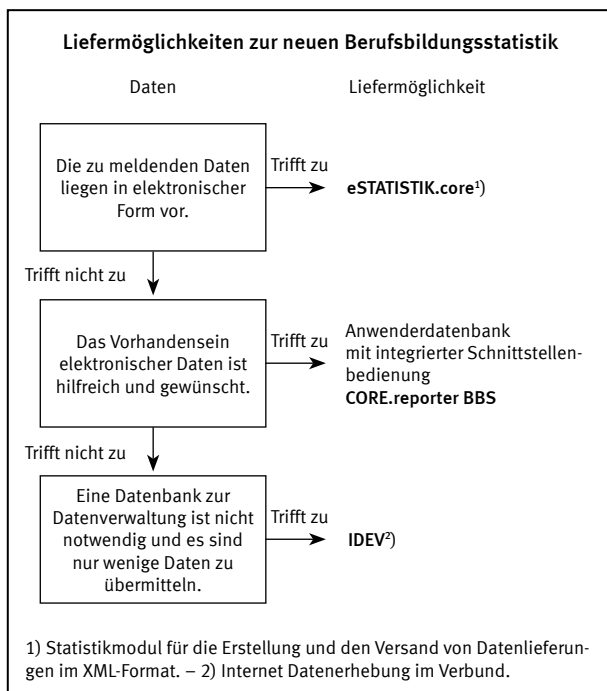 Liefermöglichkeiten zur neuen Berufsbildungsstatistik
Daten
Liefermöglichkeit
Die zu meldenden Daten
liegen in elektronischer
Form vor.
Trifft zu
eSTATISTIK.core¹)
Trifft nicht zu
Das Vorhandensein
elektronischer Daten ist
hilfreich und gewünscht.
Trifft zu
Anwenderdatenbank
mit integrierter Schnittstellen-
bedienung
CORE.reporter BBS
Trifft nicht zu
Eine Datenbank zur
Datenverwaltung ist nicht
notwendig und es sind
nur wenige Daten zu
übermitteln.
Trifft zu
IDEV²)
1) Statistikmodul für die Erstellung und den Versand von Datenlieferun-
gen im XML-Format. – 2) Internet Datenerhebung im Verbund.